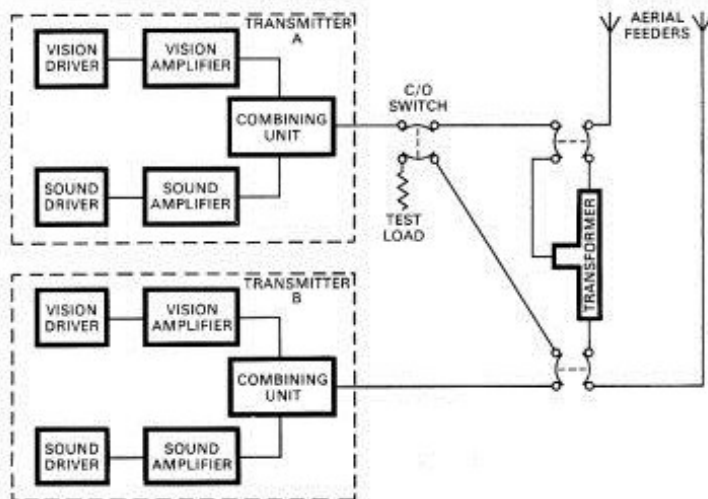 TRANSMITTER
A
VISION
DRIVER
VISION
AMPLIFIER
COMBINING
UNIT
SOUND
DRIVER
SOUND
AMPLIFIER
C/O
SWITCH
TEST
LOAD
AERIAL
FEEDERS
TRANSFORMER
TRANSMITTER
B
VISION
DRIVER
VISION
AMPLIFIER
COMBINING
UNIT
SOUND
DRIVER
SOUND
AMPLIFIER